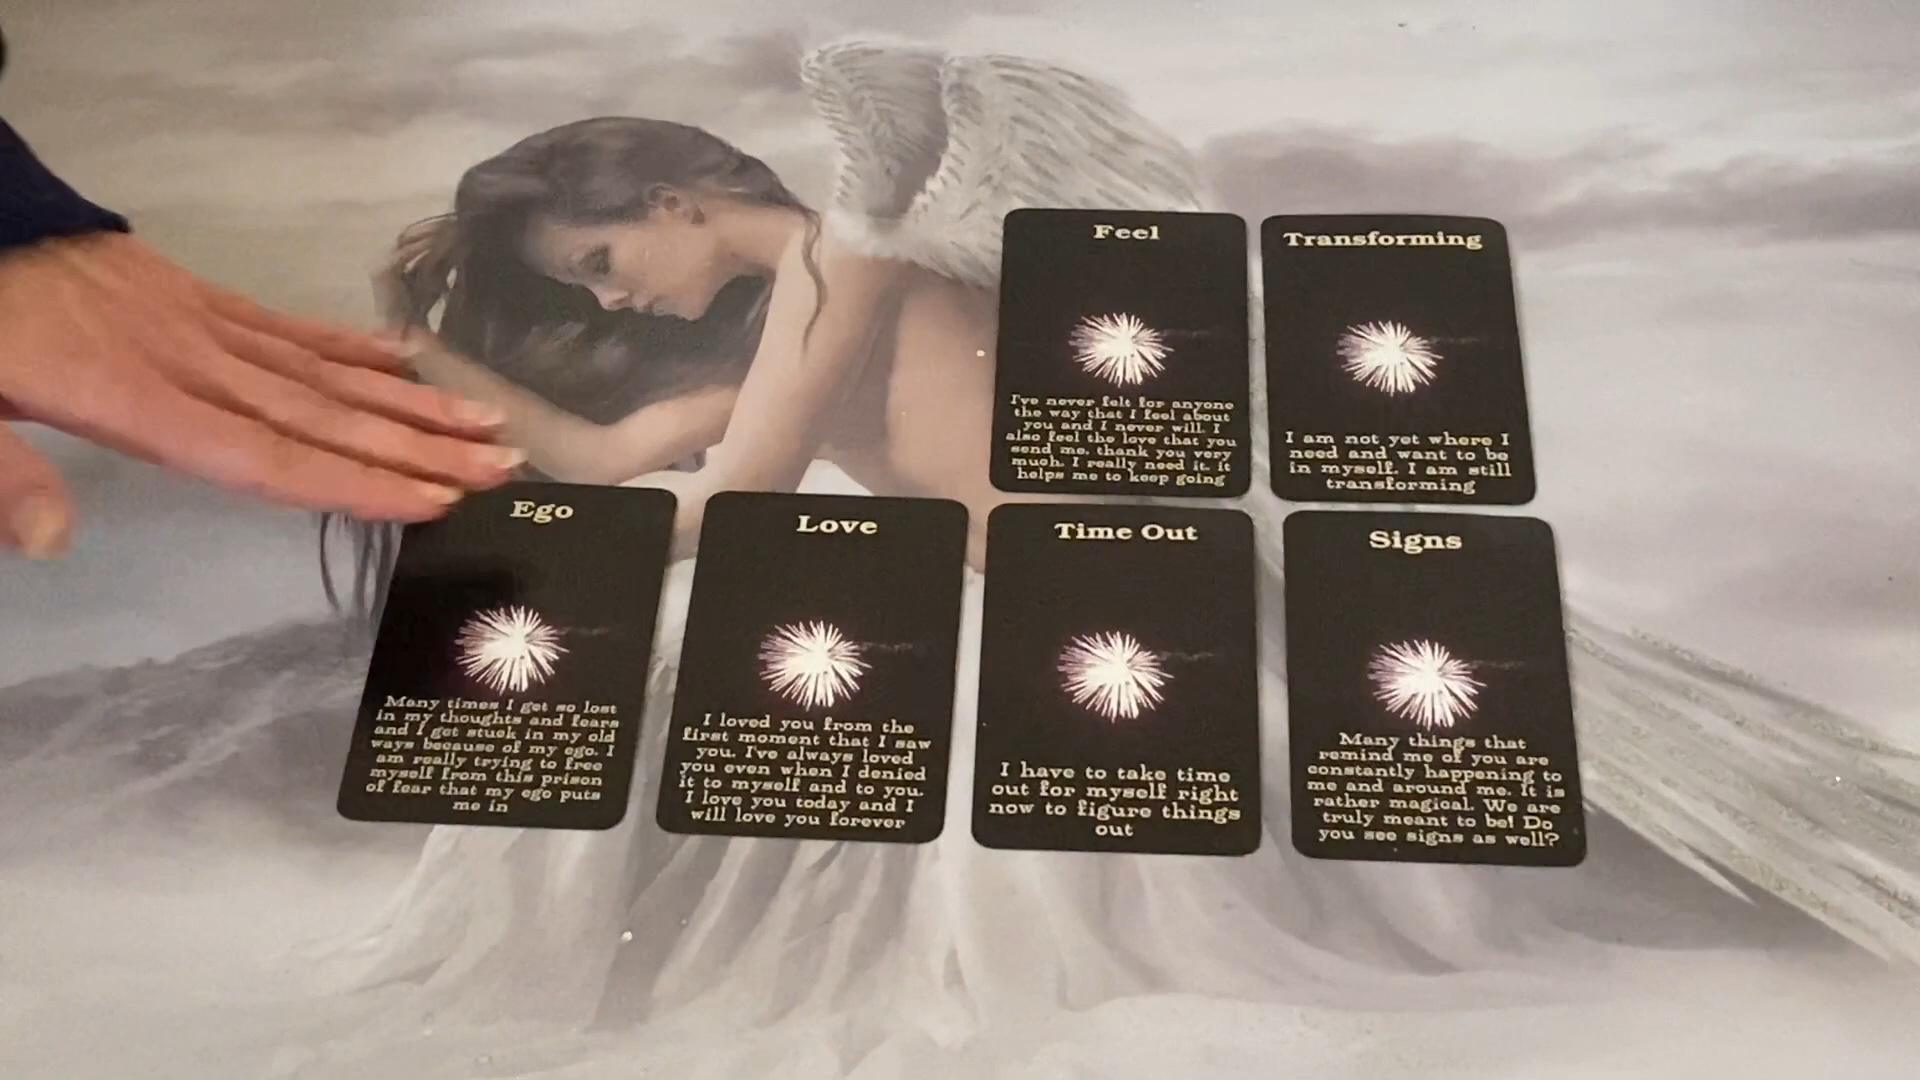 Feel
I've never felt for anyone
the way that I feel about
you and I never will. I
also feel the love that you
send me, thank you very
much. I really need it, it
helps me to keep going
Transforming
I am not yet where I
need and want to be
in myself. I am still
transforming
Ego
Many times I get so lost
in my thoughts and fears
and I get stuck in my old
ways because of my ego. I
am really trying to free
myself from this prison
of fear that my ego puts
me in
Love
I loved you from the
first moment that I saw
you. I've always loved
you even when I denied
it to myself and to you.
I love you today and I
will love you forever
Time Out
I have to take time
out for myself right
now to figure things
out
Signs
Many things that
remind me of you are
constantly happening to
me and around me. It is
rather magical. We are
truly meant to be! Do
you see signs as well?